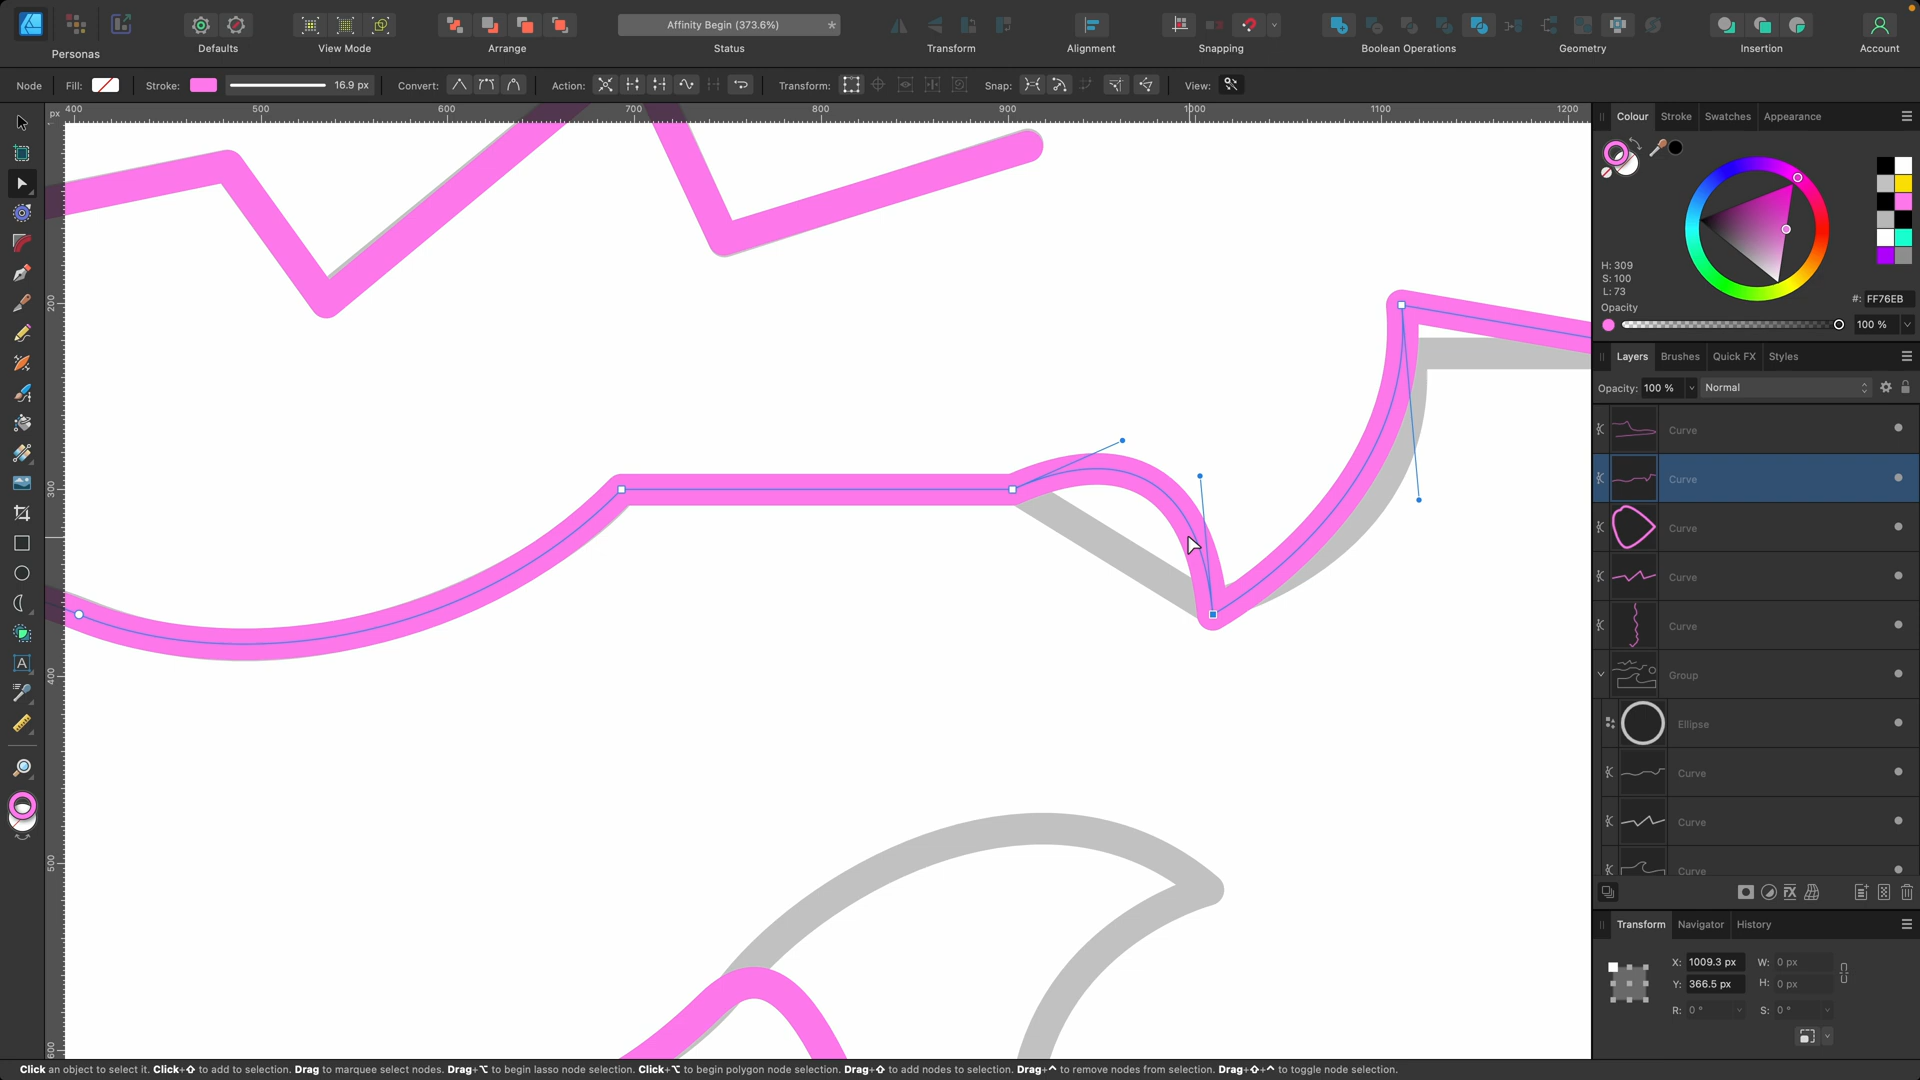 Personas
Defaults
View Mode
Arrange
Affinity Begin (373.6%)
*
Status
Transform
Alignment
Snapping
Boolean Operations
Geometry
Insertion
Account
Node
Fill:
Stroke:
16.9 px
Convert:
Action:
Transform:
Snap:
View:
px
400
500
600
700
800
900
1000
1100
1200
200
300
400
500
600
Colour
Stroke
Swatches
Appearance
H: 309
S: 100
L: 73
#: FF76EB
Opacity
100 %
Layers
Brushes
Quick FX
Styles
Opacity: 100 %
Normal
Curve
Curve
Curve
Curve
Curve
Group
Ellipse
Curve
Curve
Curve
Transform
Navigator
History
X: 1009.3 px
W: 0 px
Y: 366.5 px
H: 0 px
R: 0 °
S: 0 °
Click an object to select it. Click+⇧ to add to selection. Drag to marquee select nodes. Drag+⌥ to begin lasso node selection. Click+⌥ to begin polygon node selection. Drag+⇧ to add nodes to selection. Drag+⌃ to remove nodes from selection. Drag+⇧+⌃ to toggle node selection.